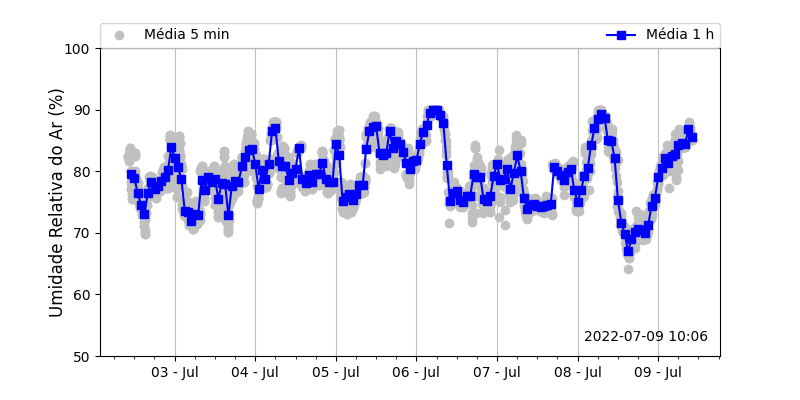 Média 5 min
Média 1 h
Umidade Relativa do Ar (%)
100
90
80
70
60
50
2022-07-09 10:06
03 - Jul
04 - Jul
05 - Jul
06 - Jul
07 - Jul
08 - Jul
09 - Jul